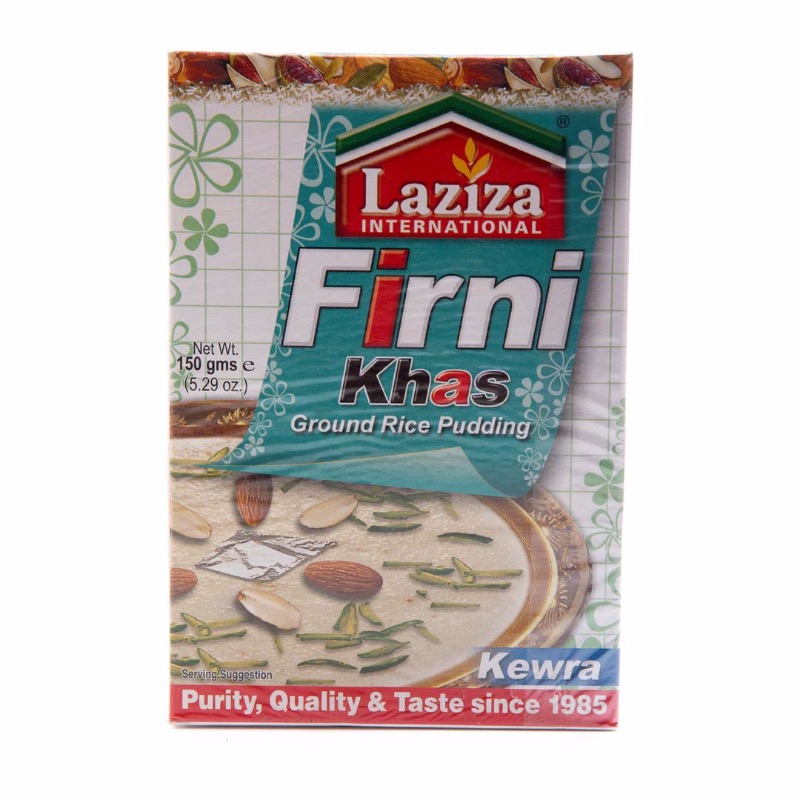 Laziza
®
INTERNATIONAL
Firni
Khas
Ground Rice Pudding
Net Wt.
150 gms e
(5.29 oz.)
Kewra
Serving Suggestion
Purity, Quality & Taste since 1985